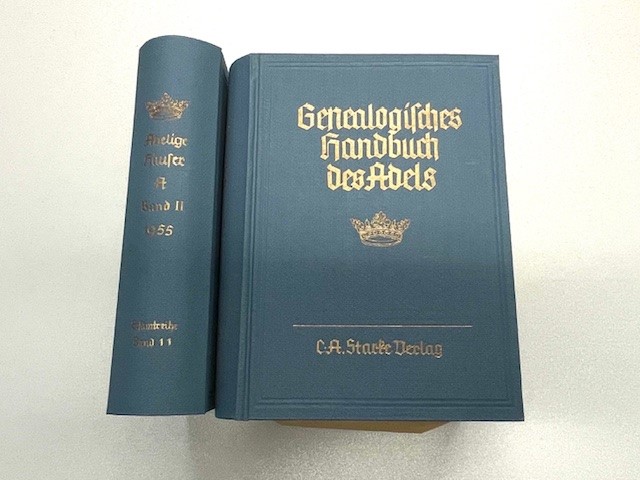 Adelige
Häuser
A
Band II
1955
Gesamtreihe
Band 11
Genealogisches
Handbuch
des Adels
C. A. Starke Verlag